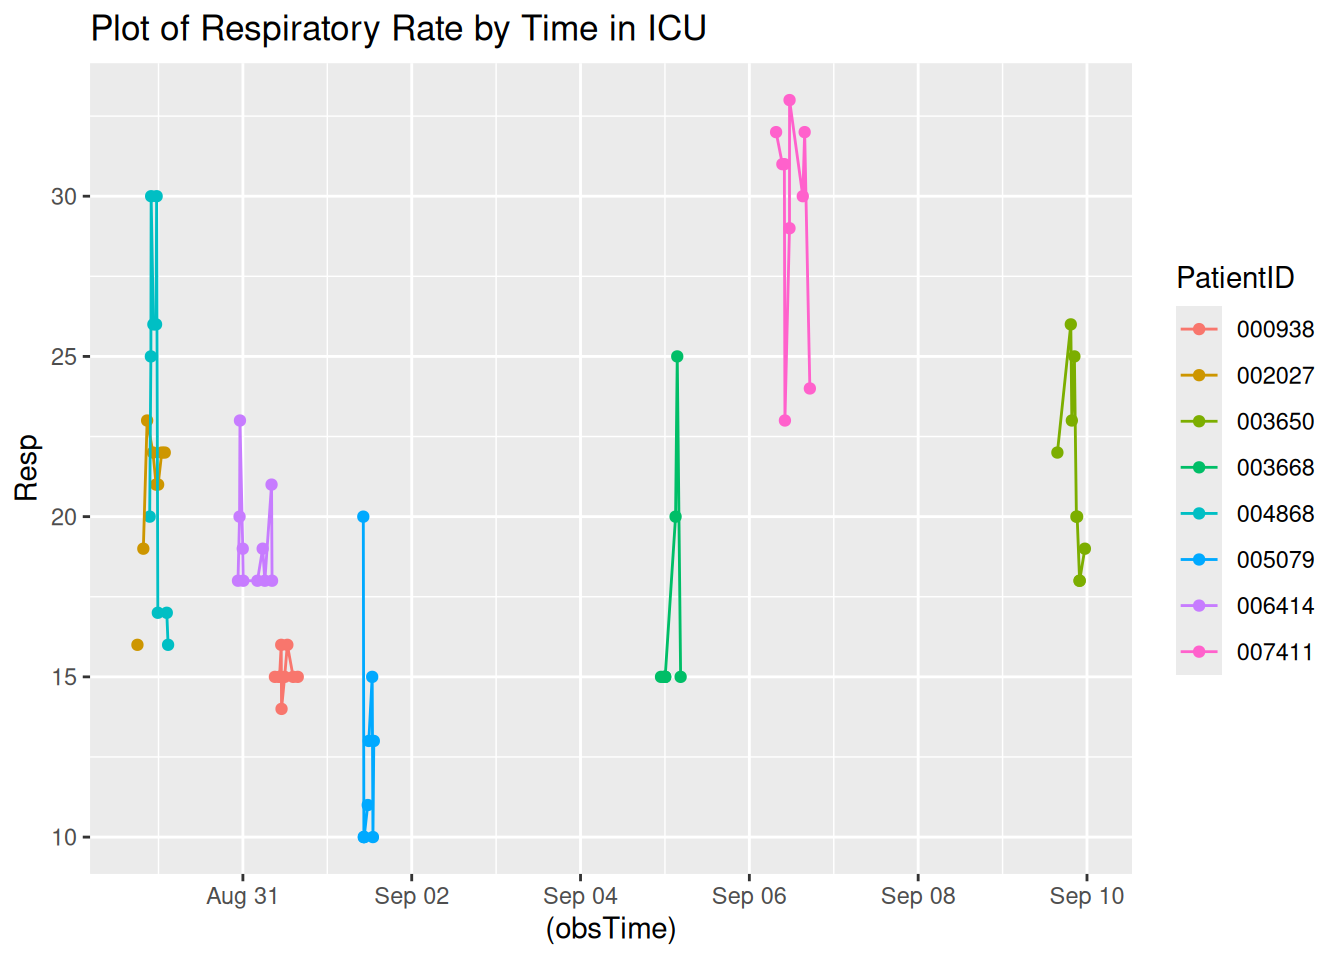 Plot of Respiratory Rate by Time in ICU
Resp
30
25
20
15
10
Aug 31 Sep 02 Sep 04 Sep 06 Sep 08 Sep 10
(obsTime)
PatientID
000938
002027
003650
003668
004868
005079
006414
007411